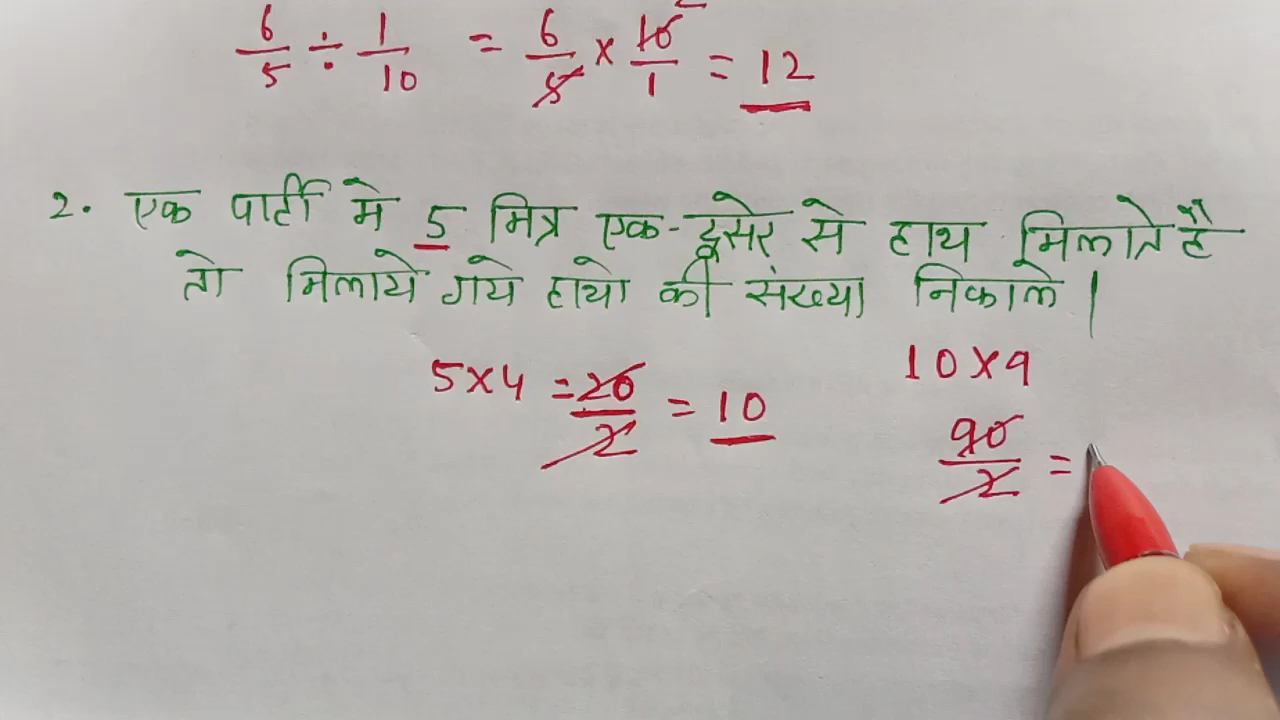 6/5 ÷ 1/10 = 6/5 × 10/1 = 12
2. एक पार्टी मे 5 मित्र एक-दूसरे से हाथ मिलाते है
तो मिलाये गये हाथो की संख्या निकाले |
5×4 = 20/2 = 10
10×9
90/2 =